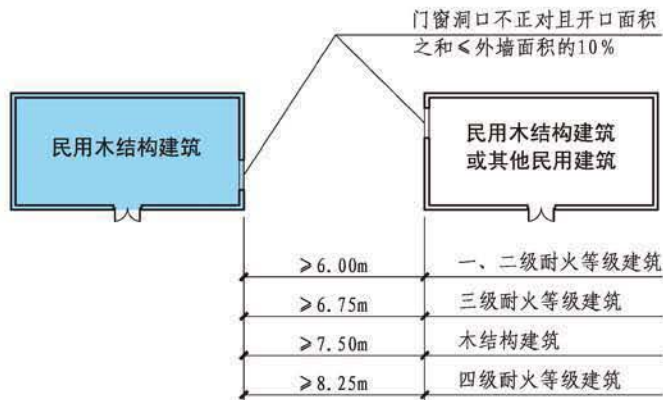 门窗洞口不正对且开口面积
之和≤外墙面积的10%
民用木结构建筑
民用木结构建筑
或其他民用建筑
≥6.00m 一、二级耐火等级建筑
≥6.75m 三级耐火等级建筑
≥7.50m 木结构建筑
≥8.25m 四级耐火等级建筑